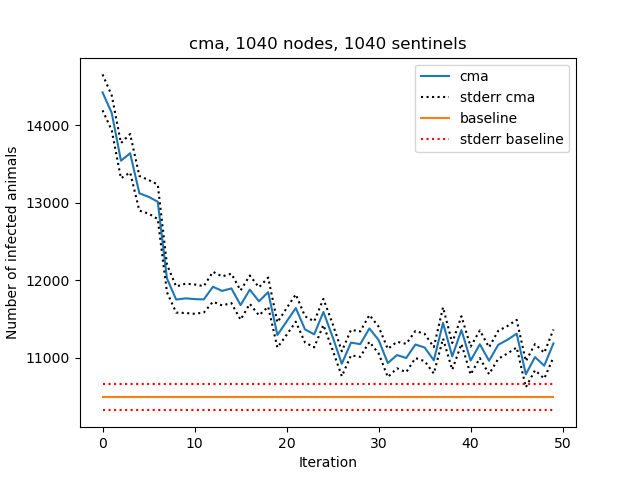 cma, 1040 nodes, 1040 sentinels
cma
stderr cma
baseline
stderr baseline
Number of infected animals
14000
13000
12000
11000
0 10 20 30 40 50
Iteration